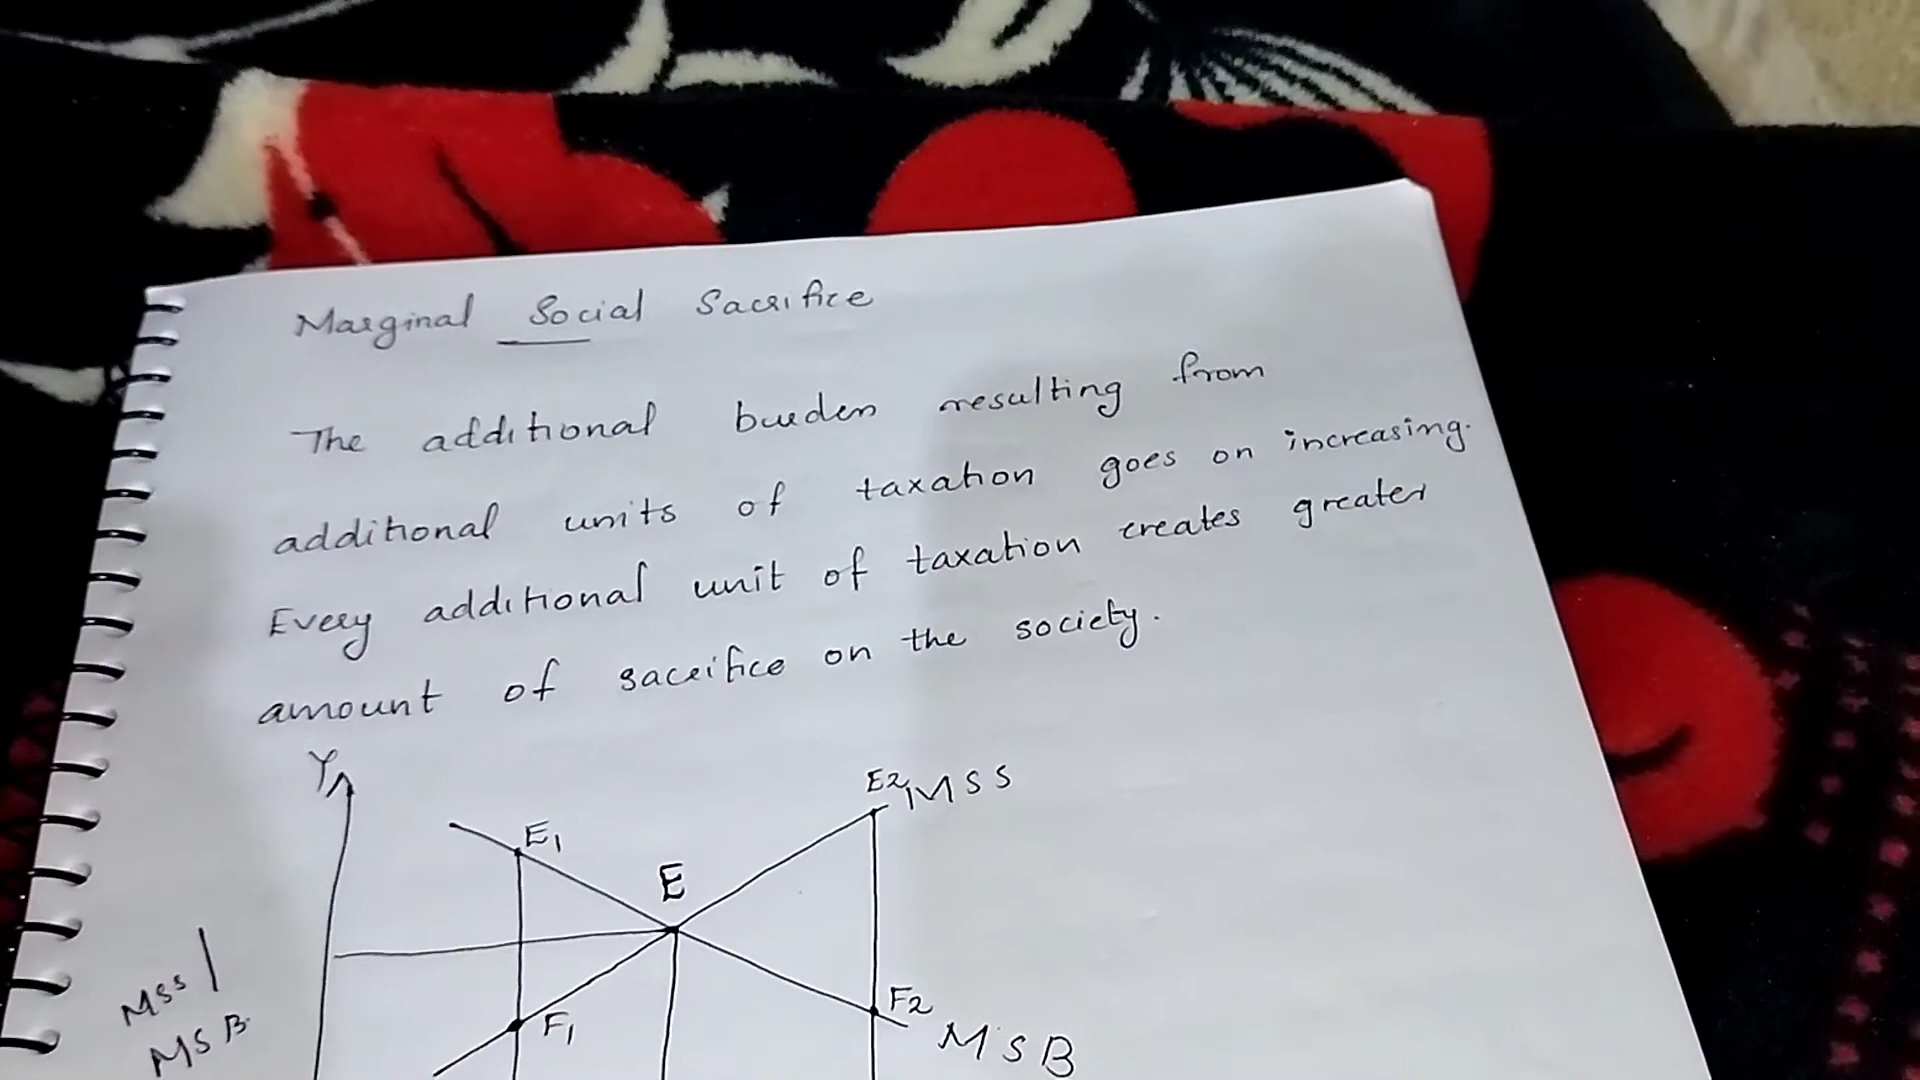 Marginal Social Sacrifice
The additional burden resulting from
additional units of taxation goes on increasing.
Every additional unit of taxation creates greater
amount of sacrifice on the society.
Y
E2 MSS
E1
E
MSS /
MSB
F2
F1
MSB